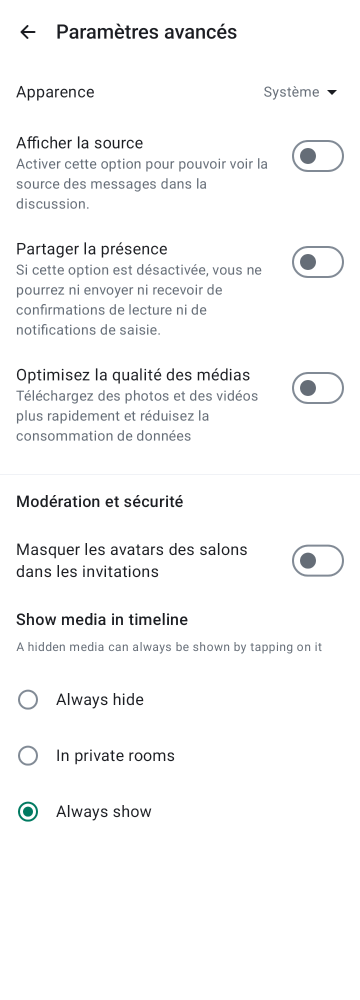 Paramètres avancés
Apparence
Système
Afficher la source
Activer cette option pour pouvoir voir la
source des messages dans la
discussion.
Partager la présence
Si cette option est désactivée, vous ne
pourrez ni envoyer ni recevoir de
confirmations de lecture ni de
notifications de saisie.
Optimisez la qualité des médias
Téléchargez des photos et des vidéos
plus rapidement et réduisez la
consommation de données
Modération et sécurité
Masquer les avatars des salons
dans les invitations
Show media in timeline
A hidden media can always be shown by tapping on it
Always hide
In private rooms
Always show